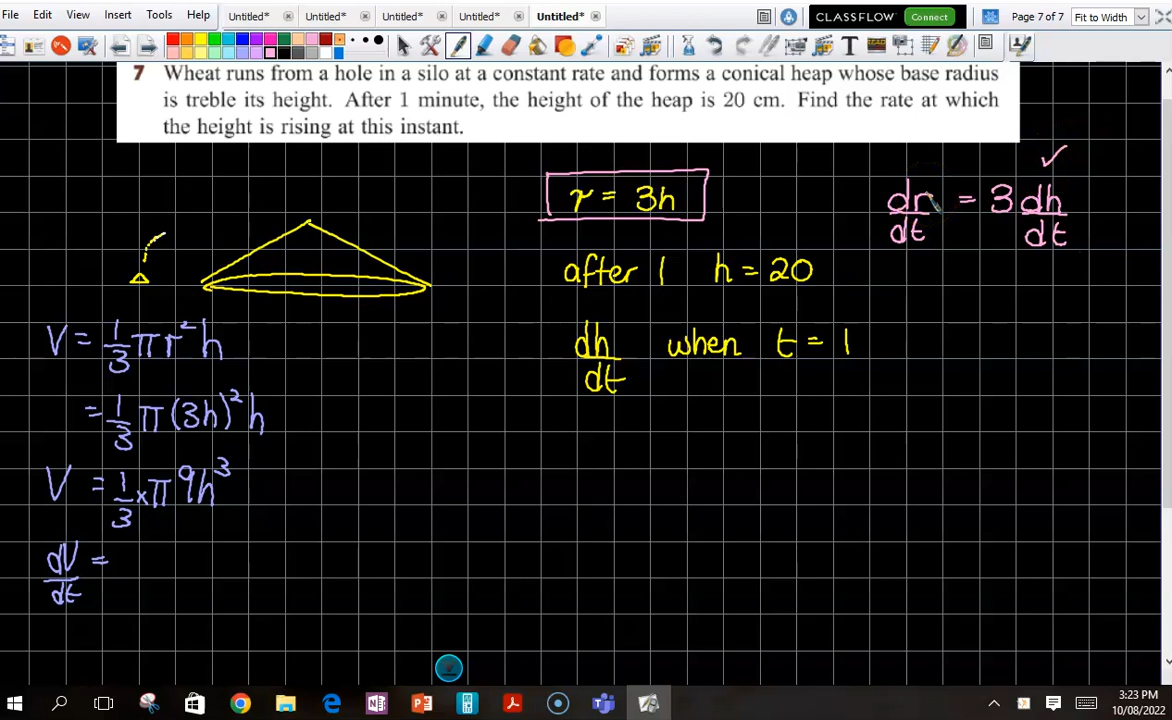 File Edit View Insert Tools Help
Untitled* Untitled* Untitled* Untitled* Untitled*
CLASSFLOW Connect
Page 7 of 7 Fit to Width
7 Wheat runs from a hole in a silo at a constant rate and forms a conical heap whose base radius
is treble its height. After 1 minute, the height of the heap is 20 cm. Find the rate at which
the height is rising at this instant.
r = 3h
dr/dt = 3 dh/dt ✓
after 1 h = 20
dh/dt when t = 1
V = 1/3 π r² h
= 1/3 π (3h)² h
V = 1/3 × π 9h³
dV/dt =
3:23 PM
10/08/2022